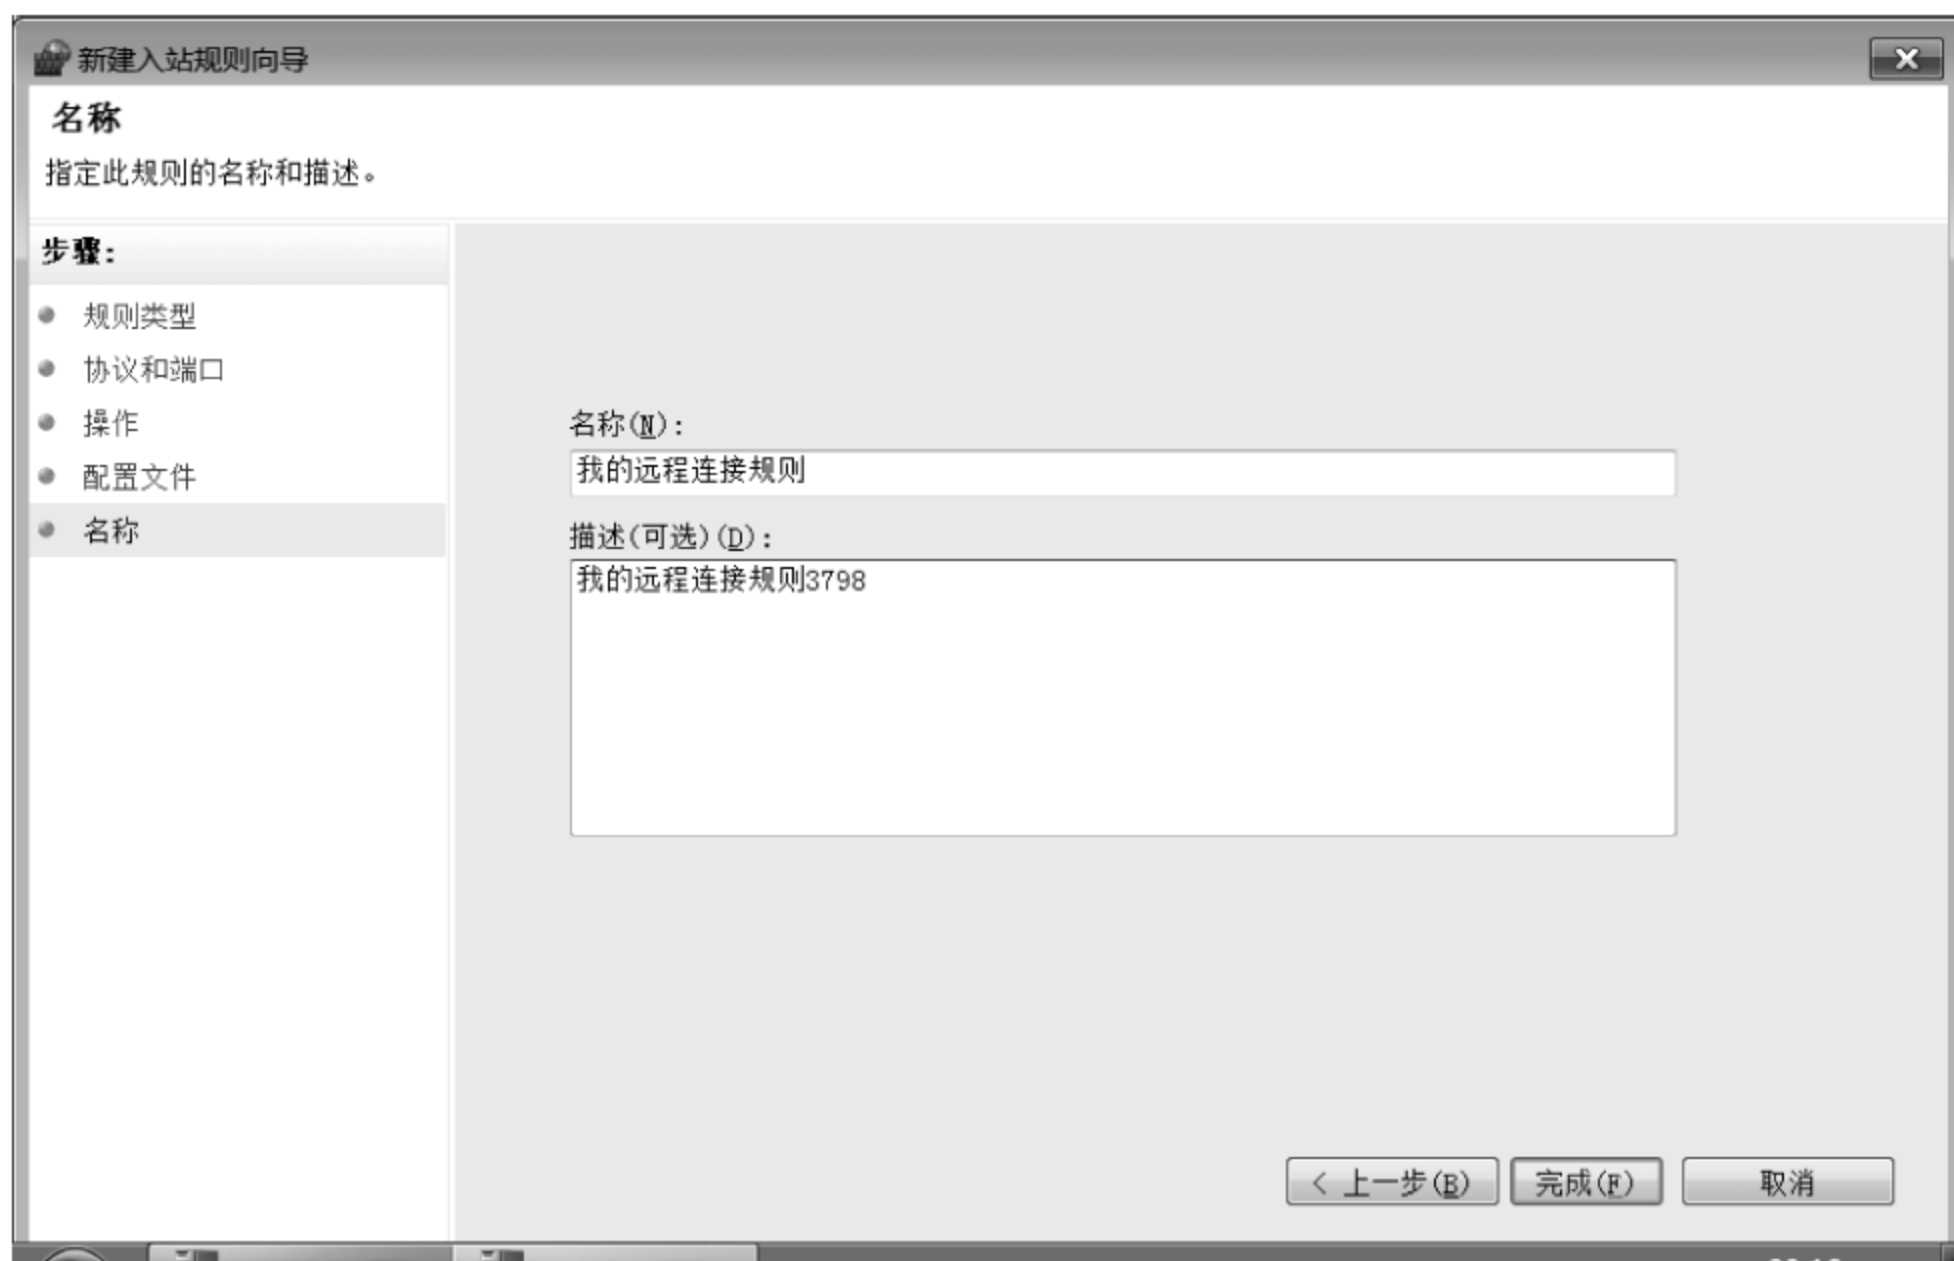 新建入站规则向导
名称
指定此规则的名称和描述。
步骤:
规则类型
协议和端口
操作
配置文件
名称
名称(N):
我的远程连接规则
描述(可选)(D):
我的远程连接规则3798
< 上一步(B)
完成(F)
取消